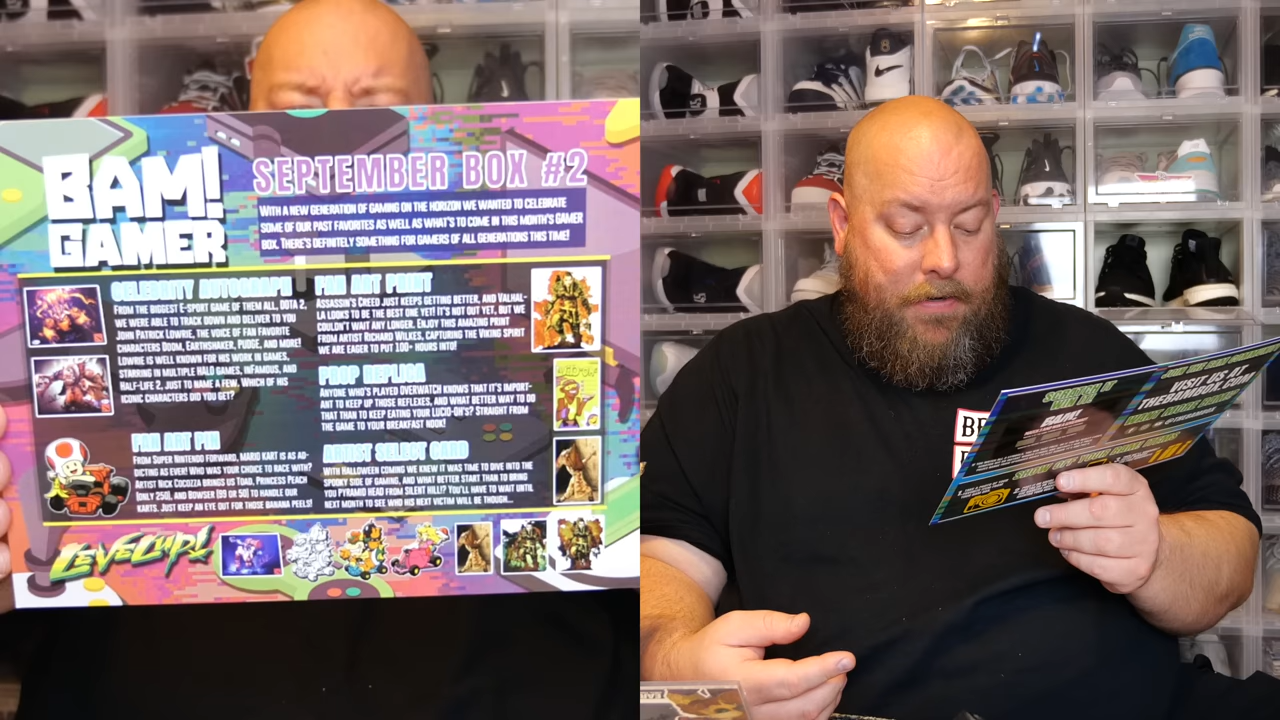 BAM!
GAMER
SEPTEMBER BOX #2
WITH A NEW GENERATION OF GAMING ON THE HORIZON WE WANTED TO CELEBRATE
SOME OF OUR PAST FAVORITES AS WELL AS WHAT'S TO COME IN THIS MONTH'S GAMER
BOX. THERE'S DEFINITELY SOMETHING FOR GAMERS OF ALL GENERATIONS THIS TIME!
CELEBRITY AUTOGRAPH
FROM THE BIGGEST E-SPORT GAME OF THEM ALL, DOTA 2,
WE WERE ABLE TO TRACK DOWN AND DELIVER TO YOU
JOHN PATRICK LOWRIE, THE VOICE OF FAN FAVORITE
CHARACTERS DOOM, EARTHSHAKER, PUDGE, AND MORE!
LOWRIE IS WELL KNOWN FOR HIS WORK IN GAMES,
STARRING IN MULTIPLE HALO GAMES, INFAMOUS, AND
HALF-LIFE 2, JUST TO NAME A FEW. WHICH OF HIS
ICONIC CHARACTERS DID YOU GET?
FAN ART PIN
FROM SUPER NINTENDO FORWARD, MARIO KART IS AS AD-
DICTING AS EVER! WHO WAS YOUR CHOICE TO RACE WITH?
ARTIST NICK COCOZZA BRINGS US TOAD, PRINCESS PEACH
(ONLY 250), AND BOWSER (99 OR 50) TO HANDLE OUR
KARTS. JUST KEEP AN EYE OUT FOR THOSE BANANA PEELS!
FAN ART PRINT
ASSASSIN'S CREED JUST KEEPS GETTING BETTER, AND VALHAL-
LA LOOKS TO BE THE BEST ONE YET! IT'S NOT OUT YET, BUT WE
COULDN'T WAIT ANY LONGER. ENJOY THIS AMAZING PRINT
FROM ARTIST RICHARD WILKES, CAPTURING THE VIKING SPIRIT
WE ARE EAGER TO PUT 100+ HOURS INTO!
PROP REPLICA
ANYONE WHO'S PLAYED OVERWATCH KNOWS THAT IT'S IMPORT-
ANT TO KEEP UP THOSE REFLEXES, AND WHAT BETTER WAY TO DO
THAT THAN TO KEEP EATING YOUR LUCIO-OH'S? STRAIGHT FROM
THE GAME TO YOUR BREAKFAST NOOK!
ARTIST SELECT CARD
WITH HALLOWEEN COMING WE KNEW IT WAS TIME TO DIVE INTO THE
SPOOKY SIDE OF GAMING, AND WHAT BETTER START THAN TO BRING
YOU PYRAMID HEAD FROM SILENT HILL!? YOU'LL HAVE TO WAIT UNTIL
NEXT MONTH TO SEE WHO HIS NEXT VICTIM WILL BE THOUGH...
LEVEL UP!
VISIT US AT
THEBAMBOX.COM